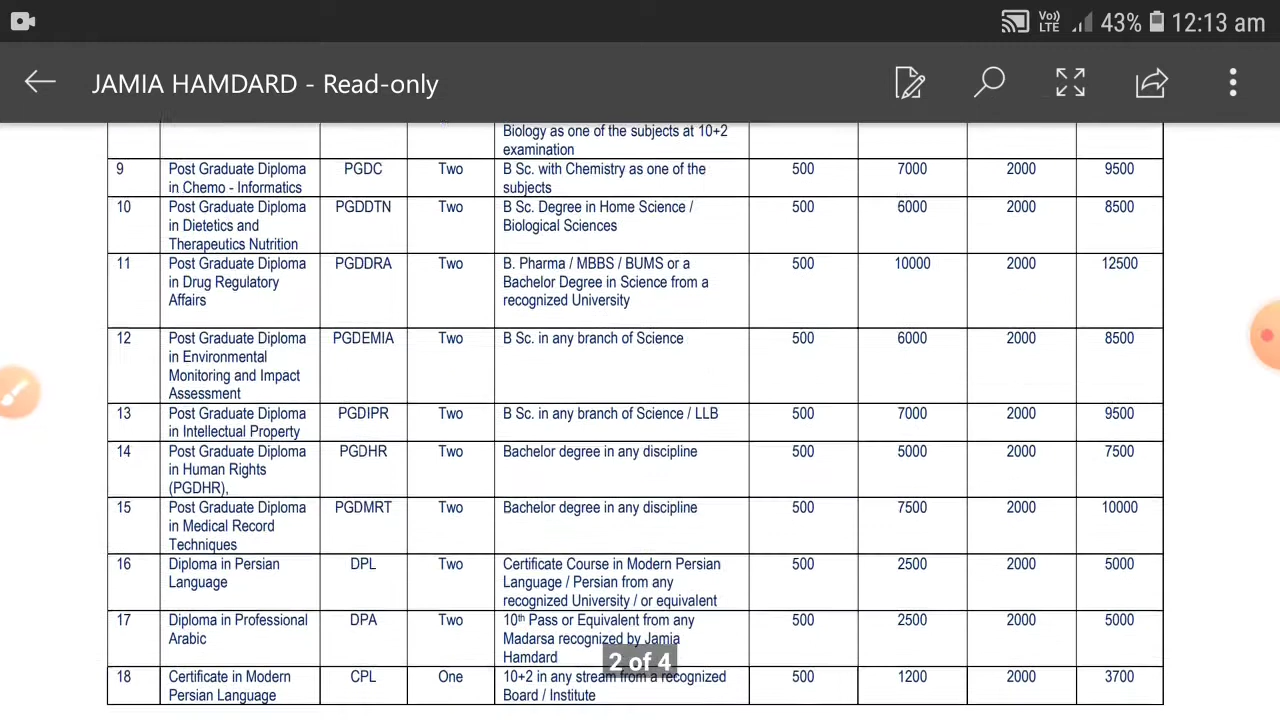 Vo)) LTE 43% 12:13 am
JAMIA HAMDARD - Read-only
Biology as one of the subjects at 10+2
examination
9 Post Graduate Diploma PGDC Two B Sc. with Chemistry as one of the 500 7000 2000 9500
in Chemo - Informatics subjects
10 Post Graduate Diploma PGDDTN Two B Sc. Degree in Home Science / 500 6000 2000 8500
in Dietetics and Biological Sciences
Therapeutics Nutrition
11 Post Graduate Diploma PGDDRA Two B. Pharma / MBBS / BUMS or a 500 10000 2000 12500
in Drug Regulatory Bachelor Degree in Science from a
Affairs recognized University
12 Post Graduate Diploma PGDEMIA Two B Sc. in any branch of Science 500 6000 2000 8500
in Environmental
Monitoring and Impact
Assessment
13 Post Graduate Diploma PGDIPR Two B Sc. in any branch of Science / LLB 500 7000 2000 9500
in Intellectual Property
14 Post Graduate Diploma PGDHR Two Bachelor degree in any discipline 500 5000 2000 7500
in Human Rights
(PGDHR),
15 Post Graduate Diploma PGDMRT Two Bachelor degree in any discipline 500 7500 2000 10000
in Medical Record
Techniques
16 Diploma in Persian DPL Two Certificate Course in Modern Persian 500 2500 2000 5000
Language Language / Persian from any
recognized University / or equivalent
17 Diploma in Professional DPA Two 10th Pass or Equivalent from any 500 2500 2000 5000
Arabic Madarsa recognized by Jamia
Hamdard
2 of 4
18 Certificate in Modern CPL One 10+2 in any stream from a recognized 500 1200 2000 3700
Persian Language Board / Institute